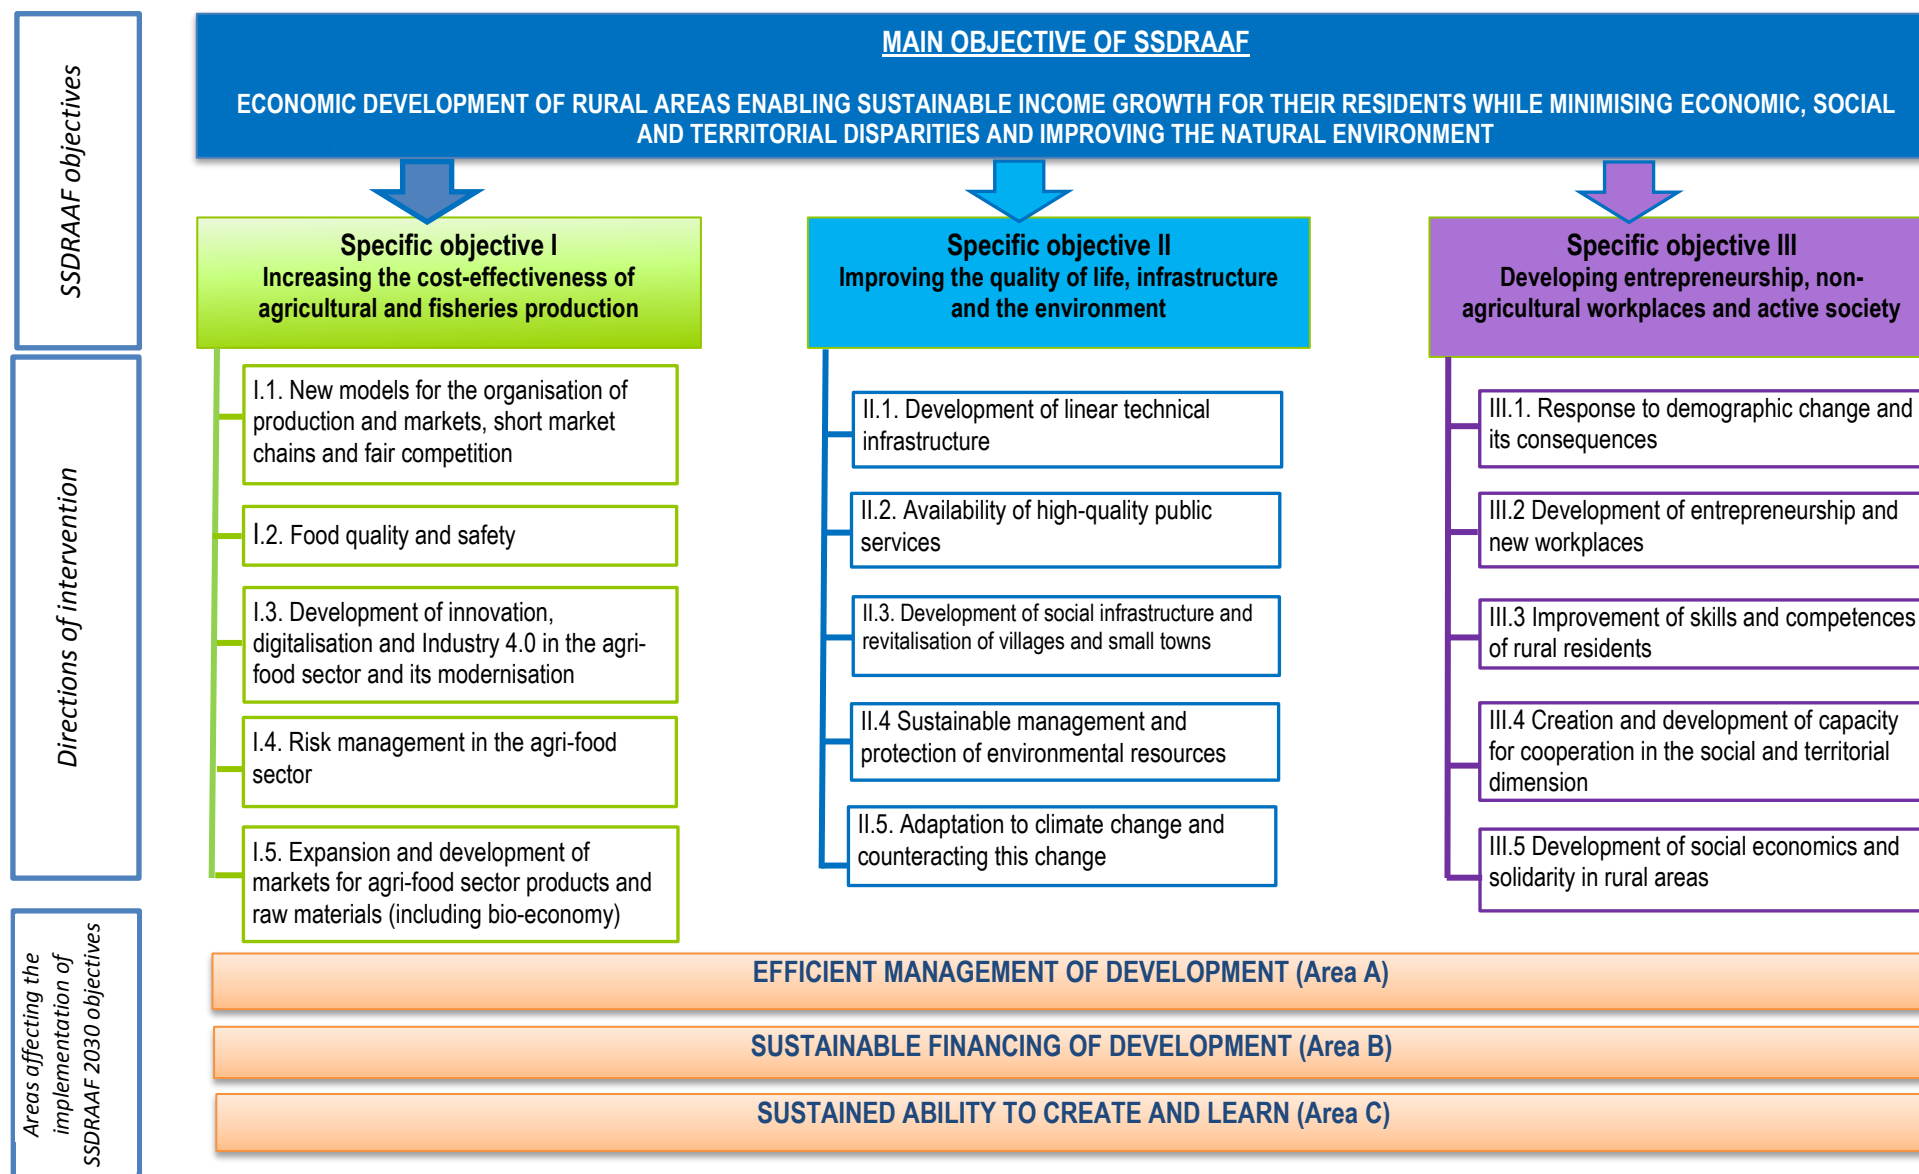 SSDRAAF objectives
MAIN OBJECTIVE OF SSDRAAF
ECONOMIC DEVELOPMENT OF RURAL AREAS ENABLING SUSTAINABLE INCOME GROWTH FOR THEIR RESIDENTS WHILE MINIMISING ECONOMIC, SOCIAL
AND TERRITORIAL DISPARITIES AND IMPROVING THE NATURAL ENVIRONMENT
Specific objective I
Increasing the cost-effectiveness of
agricultural and fisheries production
Specific objective II
Improving the quality of life, infrastructure
and the environment
Specific objective III
Developing entrepreneurship, non-
agricultural workplaces and active society
Directions of intervention
I.1. New models for the organisation of
production and markets, short market
chains and fair competition
I.2. Food quality and safety
I.3. Development of innovation,
digitalisation and Industry 4.0 in the agri-
food sector and its modernisation
I.4. Risk management in the agri-food
sector
I.5. Expansion and development of
markets for agri-food sector products and
raw materials (including bio-economy)
II.1. Development of linear technical
infrastructure
II.2. Availability of high-quality public
services
II.3. Development of social infrastructure and
revitalisation of villages and small towns
II.4 Sustainable management and
protection of environmental resources
II.5. Adaptation to climate change and
counteracting this change
III.1. Response to demographic change and
its consequences
III.2 Development of entrepreneurship and
new workplaces
III.3 Improvement of skills and competences
of rural residents
III.4 Creation and development of capacity
for cooperation in the social and territorial
dimension
III.5 Development of social economics and
solidarity in rural areas
Areas affecting the
implementation of
SSDRAAF 2030 objectives
EFFICIENT MANAGEMENT OF DEVELOPMENT (Area A)
SUSTAINABLE FINANCING OF DEVELOPMENT (Area B)
SUSTAINED ABILITY TO CREATE AND LEARN (Area C)